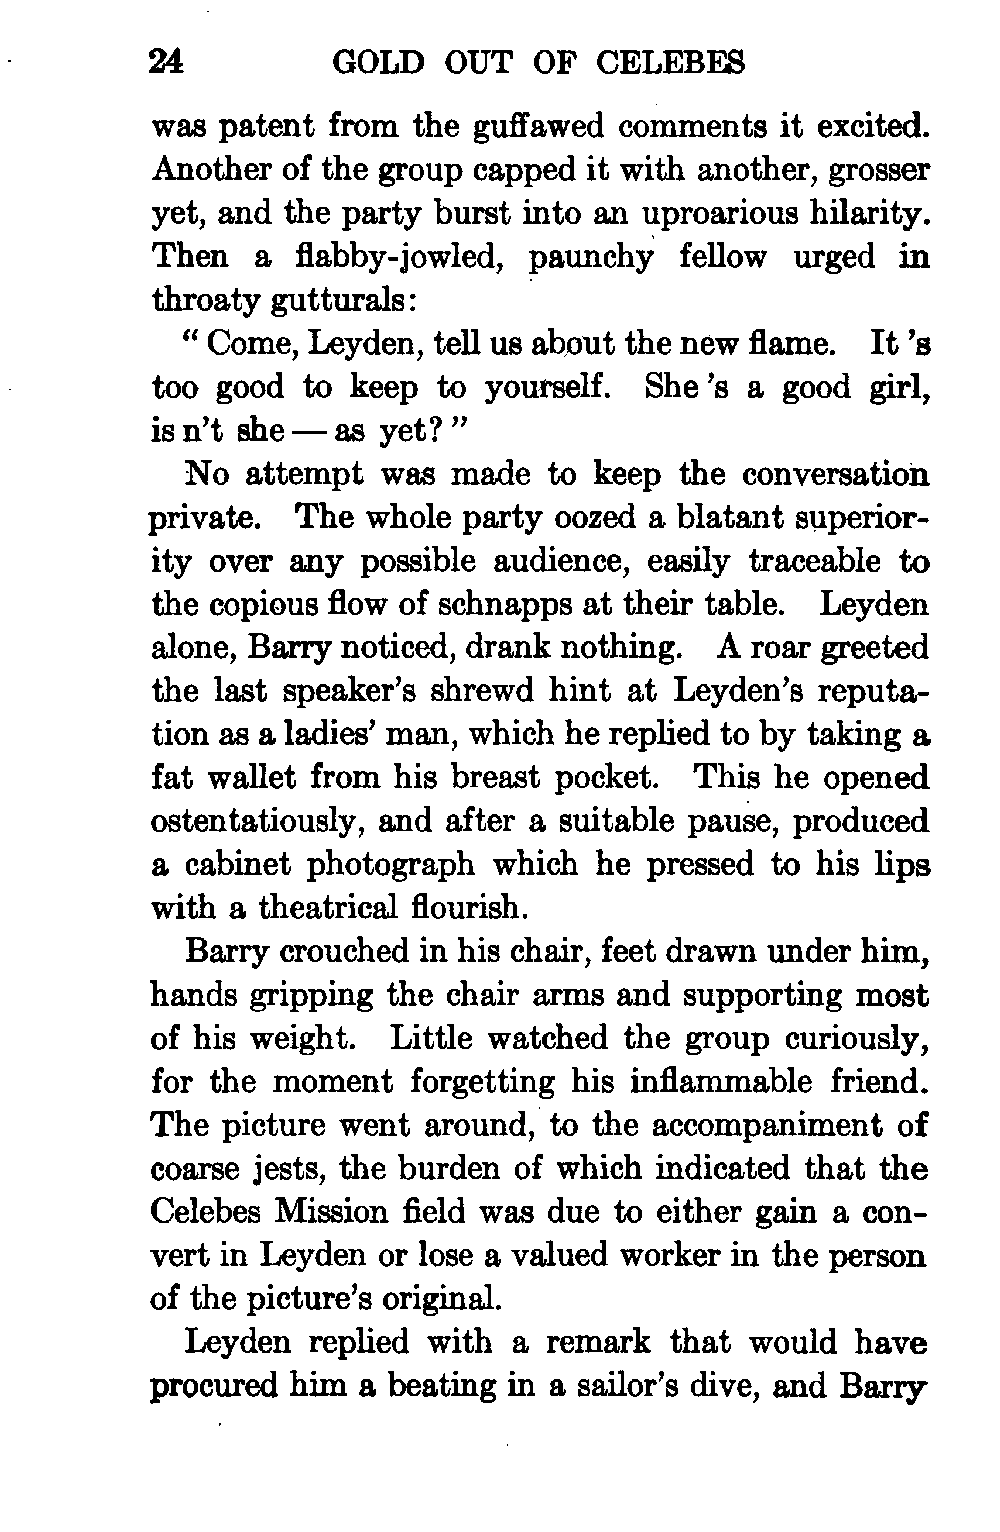 24 GOLD OUT OF CELEBES
was patent from the guffawed comments it excited.
Another of the group capped it with another, grosser
yet, and the party burst into an uproarious hilarity.
Then a flabby-jowled, paunchy fellow urged in
throaty gutturals:
“ Come, Leyden, tell us about the new flame. It ’s
too good to keep to yourself. She ’s a good girl,
is n’t she — as yet? ”
No attempt was made to keep the conversation
private. The whole party oozed a blatant superior-
ity over any possible audience, easily traceable to
the copious flow of schnapps at their table. Leyden
alone, Barry noticed, drank nothing. A roar greeted
the last speaker’s shrewd hint at Leyden’s reputa-
tion as a ladies’ man, which he replied to by taking a
fat wallet from his breast pocket. This he opened
ostentatiously, and after a suitable pause, produced
a cabinet photograph which he pressed to his lips
with a theatrical flourish.
Barry crouched in his chair, feet drawn under him,
hands gripping the chair arms and supporting most
of his weight. Little watched the group curiously,
for the moment forgetting his inflammable friend.
The picture went around, to the accompaniment of
coarse jests, the burden of which indicated that the
Celebes Mission field was due to either gain a con-
vert in Leyden or lose a valued worker in the person
of the picture’s original.
Leyden replied with a remark that would have
procured him a beating in a sailor’s dive, and Barry